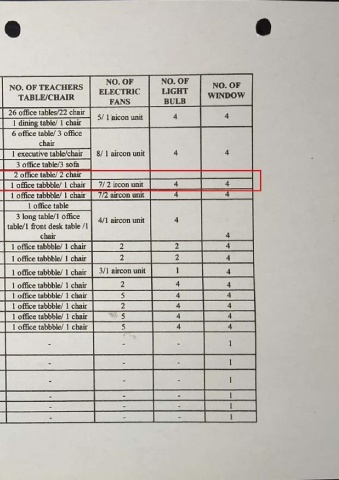 NO. OF TEACHERS TABLE/CHAIR NO. OF ELECTRIC FANS NO. OF LIGHT BULB NO. OF WINDOW
26 office tables/22 chair 5/ 1 aircon unit 4 4
1 dining table/ 1 chair
6 office table/ 3 office chair 8/ 1 aircon unit 4 4
1 executive table/chair
3 office table/3 sofa
2 office table/ 2 chair
1 office tabbble/ 1 chair 7/ 2 ircon unit 4 4
1 office tabbble/ 1 chair 7/2 aircon unit 4 4
1 office table 4/1 aircon unit 4 4
3 long table/1 office table/1 front desk table /1 chair
1 office tabbble/ 1 chair 2 2 4
1 office tabbble/ 1 chair 2 2 4
1 office tabbble/ 1 chair 3/1 aircon unit 1 4
1 office tabbble/ 1 chair 2 4 4
1 office tabbble/ 1 chair 5 4 4
1 office tabbble/ 1 chair 2 4 4
1 office tabbble/ 1 chair 5 4 4
1 office tabbble/ 1 chair 5 4 4
- - - 1
- - - 1
- - - 1
- - - 1
- - - 1
- - - 1